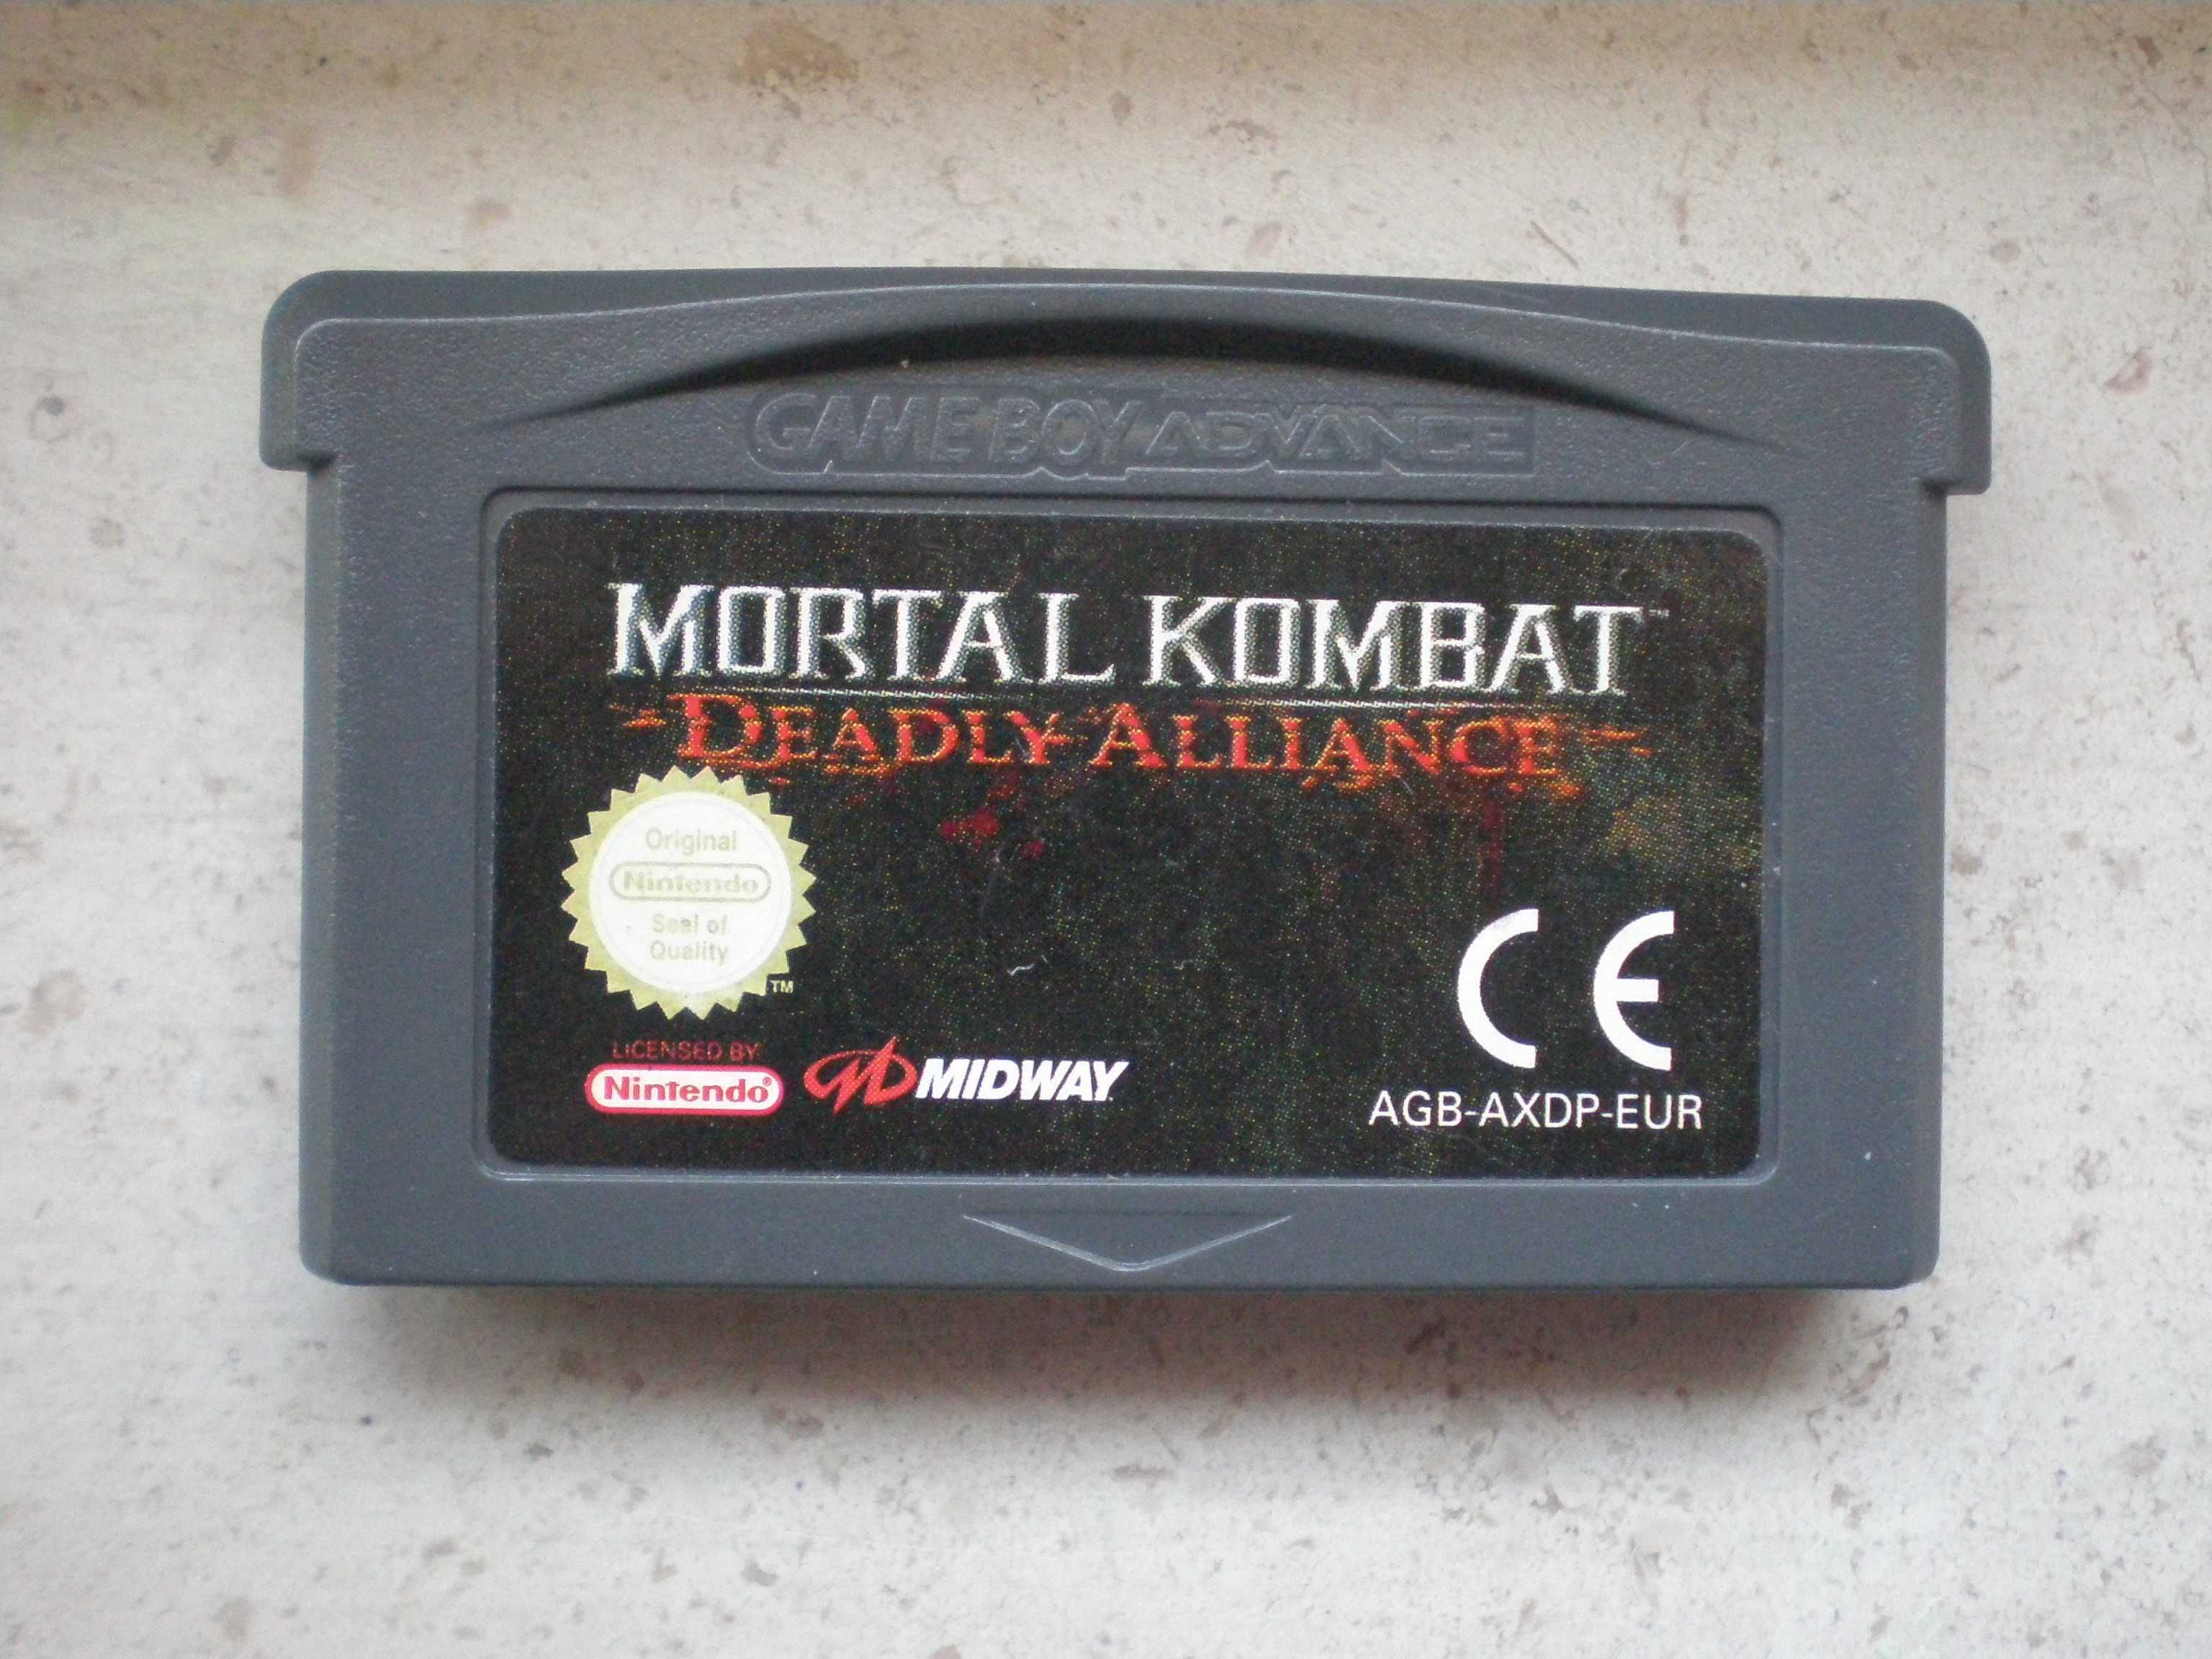 GAME BOY ADVANCE
MORTAL KOMBAT™
DEADLY ALLIANCE
Original
Nintendo
Seal of
Quality
TM
LICENSED BY
Nintendo®
MIDWAY
CE
AGB-AXDP-EUR